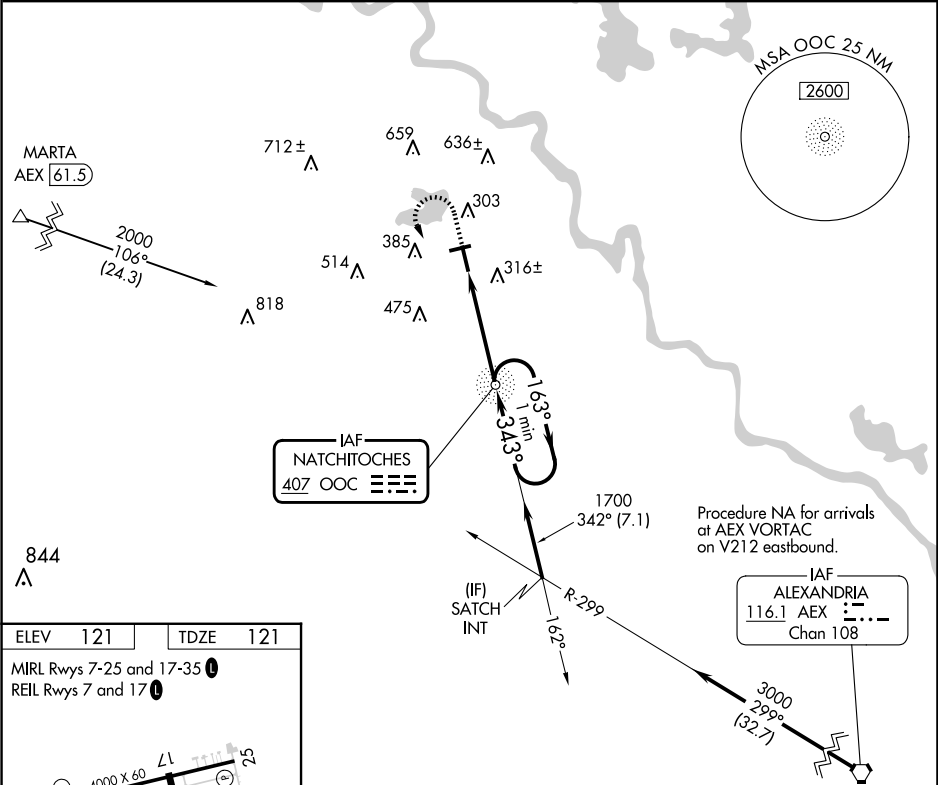 MSA OOC 25 NM
2600
MARTA
AEX 61.5
2000
106°
(24.3)
712 ±
659
636±
303
385
514
316±
818
475
163°
1 min
343°
IAF
NATCHITOCHES
407 OOC
1700
342° (7.1)
Procedure NA for arrivals
at AEX VORTAC
on V212 eastbound.
844
(IF)
SATCH
INT
R-299
162°
IAF
ALEXANDRIA
116.1 AEX
Chan 108
3000
299°
(32.7)
ELEV 121
TDZE 121
MIRL Rwys 7-25 and 17-35 L
REIL Rwys 7 and 17 L
17
25
4000 X 60
P